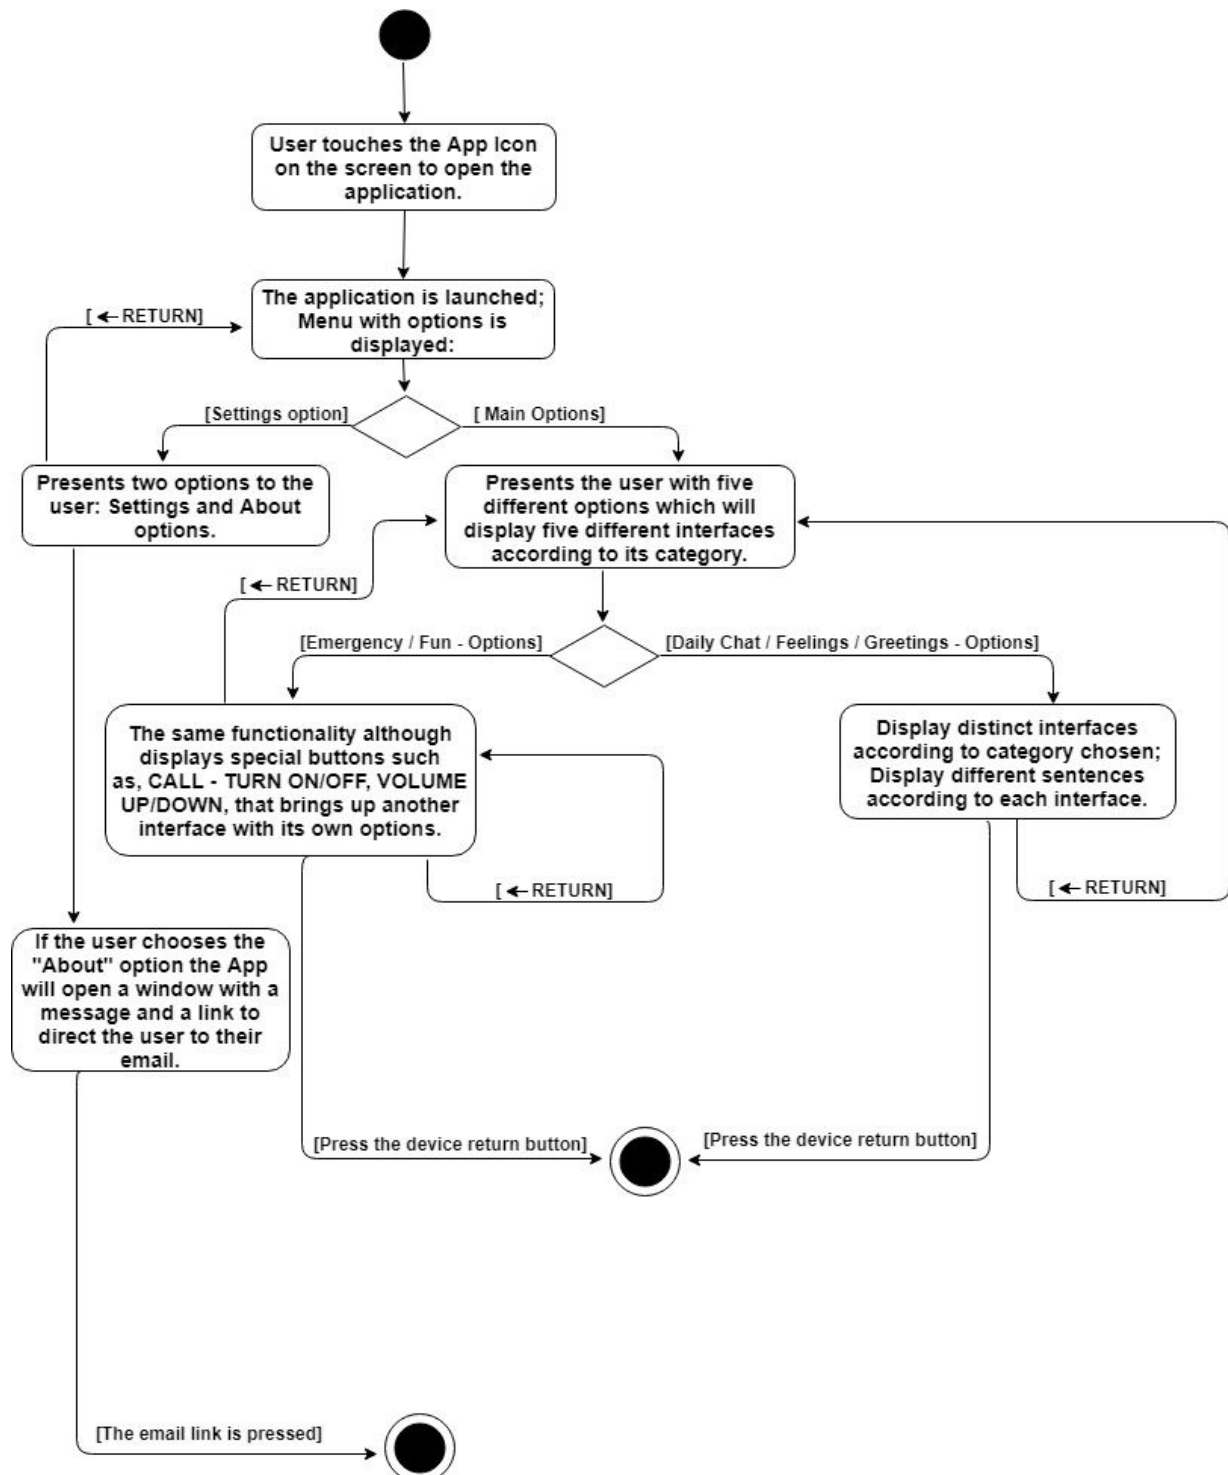 User touches the App Icon
on the screen to open the
application.
The application is launched;
Menu with options is
displayed:
[ ← RETURN]
[Settings option]
[ Main Options]
Presents two options to the
user: Settings and About
options.
Presents the user with five
different options which will
display five different interfaces
according to its category.
[ ← RETURN]
[Emergency / Fun - Options]
[Daily Chat / Feelings / Greetings - Options]
The same functionality although
displays special buttons such
as, CALL - TURN ON/OFF, VOLUME
UP/DOWN, that brings up another
interface with its own options.
Display distinct interfaces
according to category chosen;
Display different sentences
according to each interface.
[ ← RETURN]
[ ← RETURN]
If the user chooses the
"About" option the App
will open a window with a
message and a link to
direct the user to their
email.
[Press the device return button]
[Press the device return button]
[The email link is pressed]